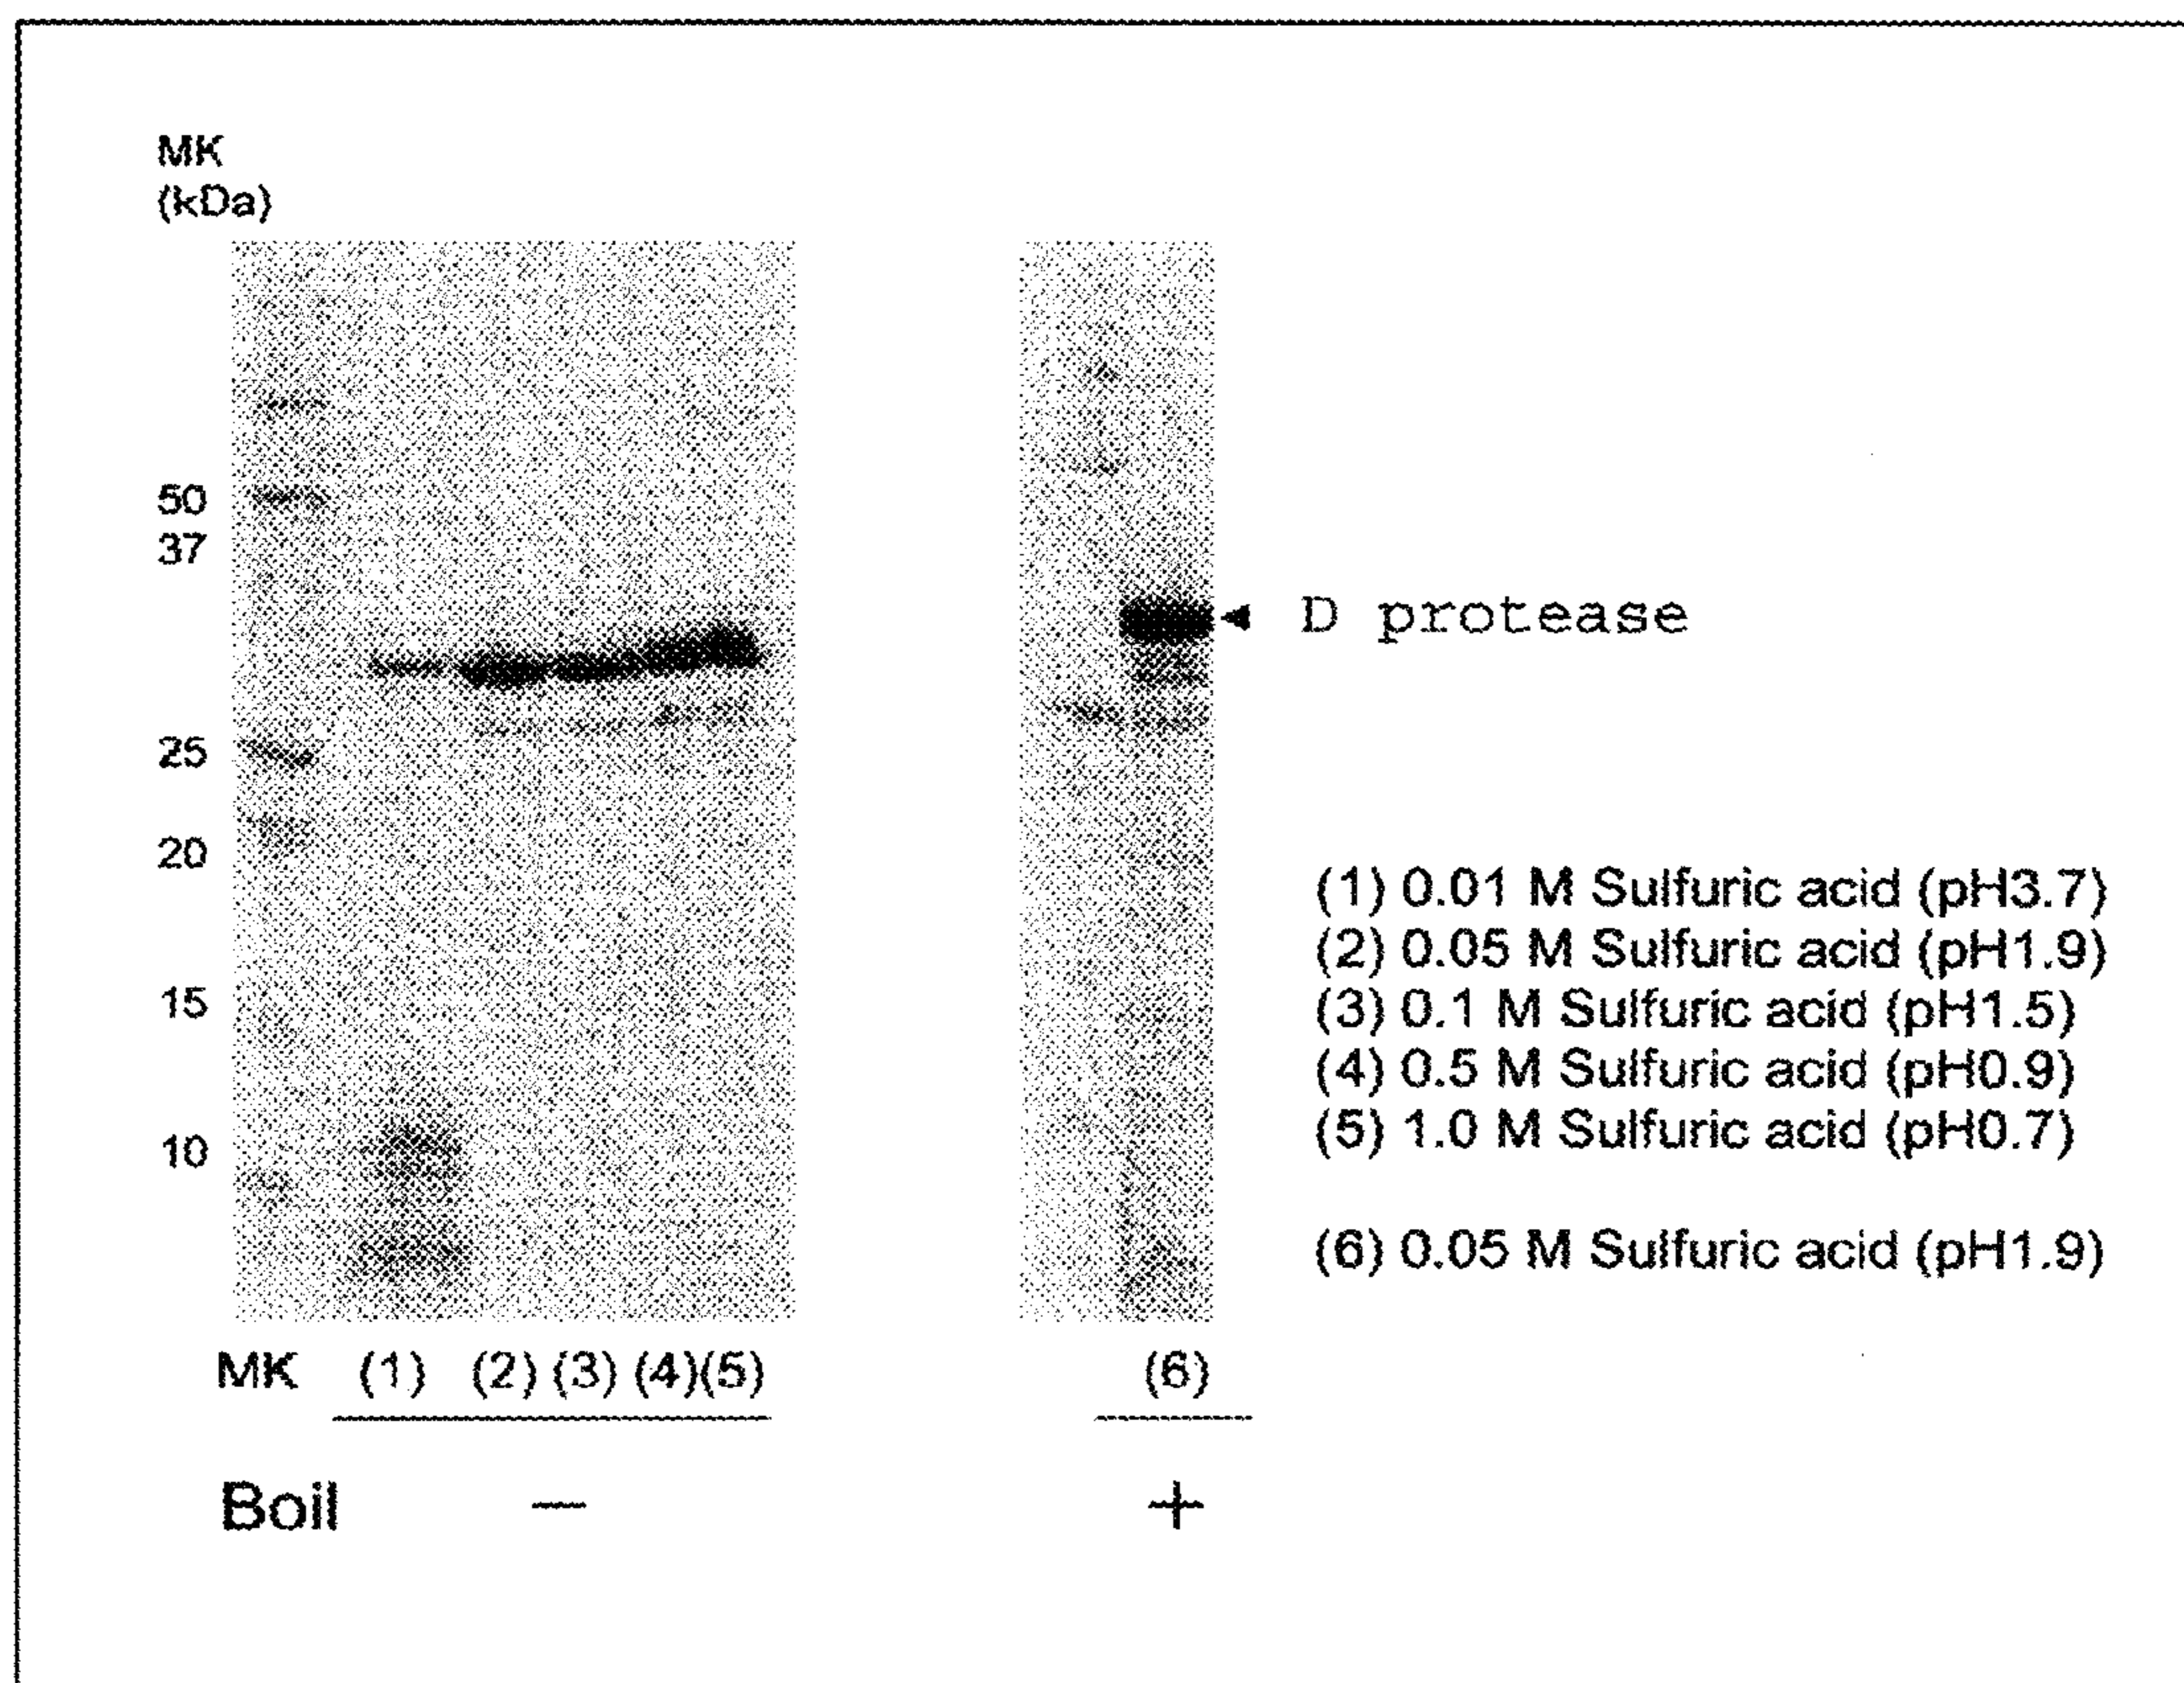 MK
(kDa)
50
37
25
20
15
10
D protease
(1) 0.01 M Sulfuric acid (pH3.7)
(2) 0.05 M Sulfuric acid (pH1.9)
(3) 0.1 M Sulfuric acid (pH1.5)
(4) 0.5 M Sulfuric acid (pH0.9)
(5) 1.0 M Sulfuric acid (pH0.7)
(6) 0.05 M Sulfuric acid (pH1.9)
MK (1) (2) (3) (4)(5) (6)
Boil − +